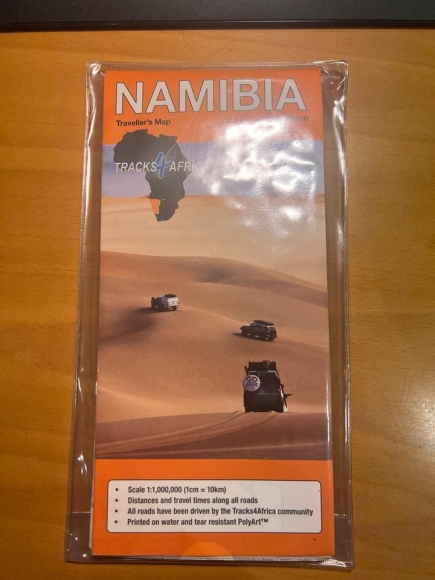 NAMIBIA
Traveller's Map
TRACKS4AFRI
• Scale 1:1,000,000 (1cm = 10km)
• Distances and travel times along all roads
• All roads have been driven by the Tracks4Africa community
• Printed on water and tear resistant PolyArt™